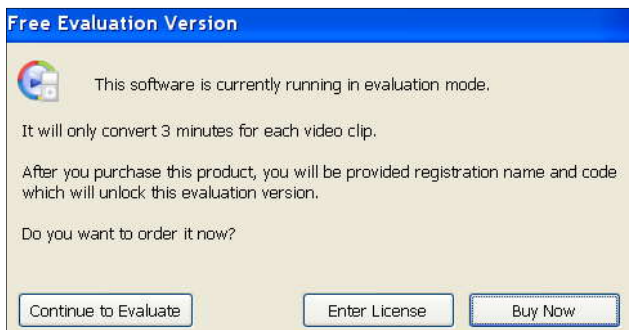 Free Evaluation Version
This software is currently running in evaluation mode.
It will only convert 3 minutes for each video clip.
After you purchase this product, you will be provided registration name and code
which will unlock this evaluation version.
Do you want to order it now?
Continue to Evaluate
Enter License
Buy Now